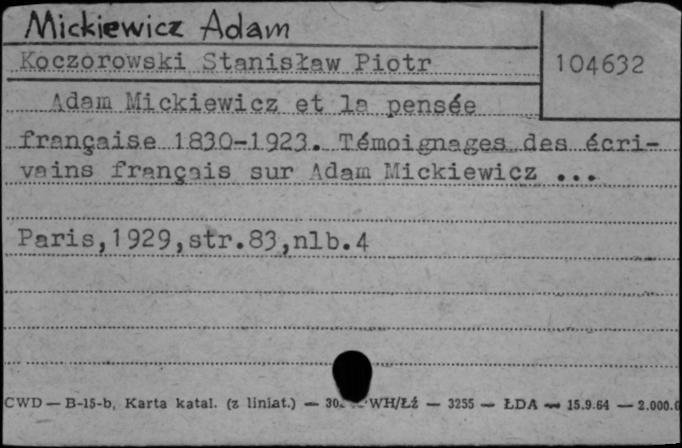 Mickiewicz Adam
Koczorowski Stanisław Piotr
104632
Adam Mickiewicz et la pensée
française 1830-1923. Témoignages des écri-
vains français sur Adam Mickiewicz ...
Paris,1929,str.83,nlb.4
CWD — B-15-b, Karta katal. (z liniat.) — WH/Łź — 3255 — ŁDA — 15.9.64 — 2.000.